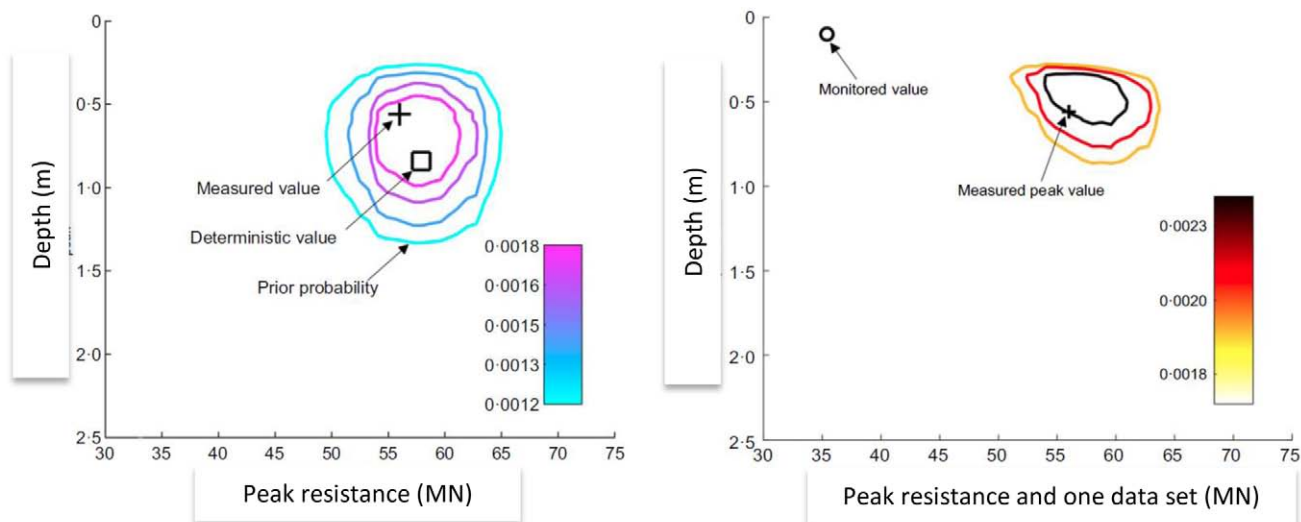 0
0·5
1·0
1·5
2·0
2·5
Depth (m)
Measured value
Deterministic value
Prior probability
0·0018
0·0016
0·0015
0·0013
0·0012
30 35 40 45 50 55 60 65 70 75
Peak resistance (MN)
0
0·5
1·0
1·5
2·0
2·5
Depth (m)
Monitored value
Measured peak value
0·0023
0·0020
0·0018
30 35 40 45 50 55 60 65 70 75
Peak resistance and one data set (MN)